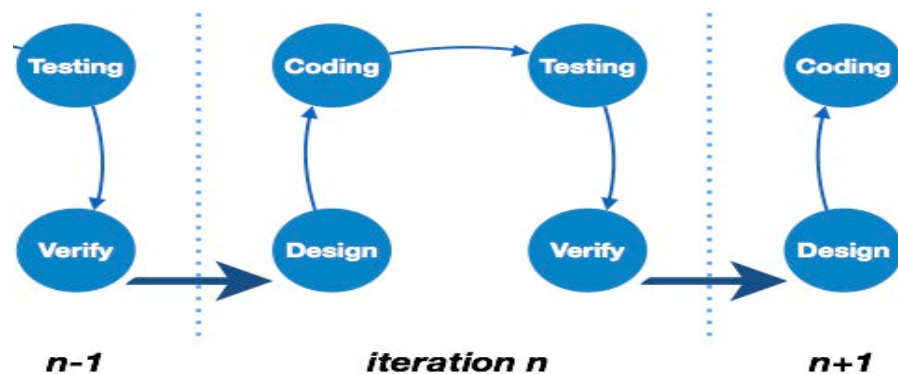 Testing
Coding
Testing
Coding
Verify
Design
Verify
Design
n-1
iteration n
n+1